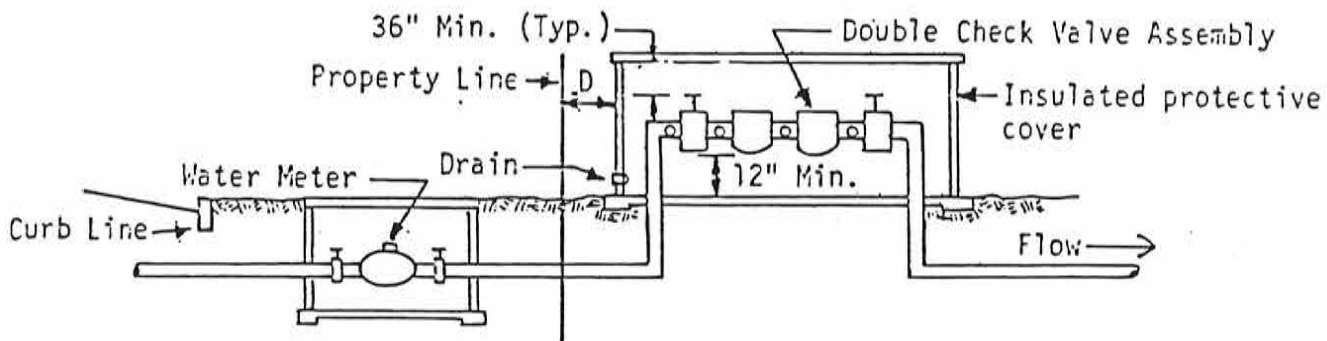 36" Min. (Typ.)
Double Check Valve Assembly
Property Line
D
Insulated protective
cover
Drain
12" Min.
Water Meter
Curb Line
Flow